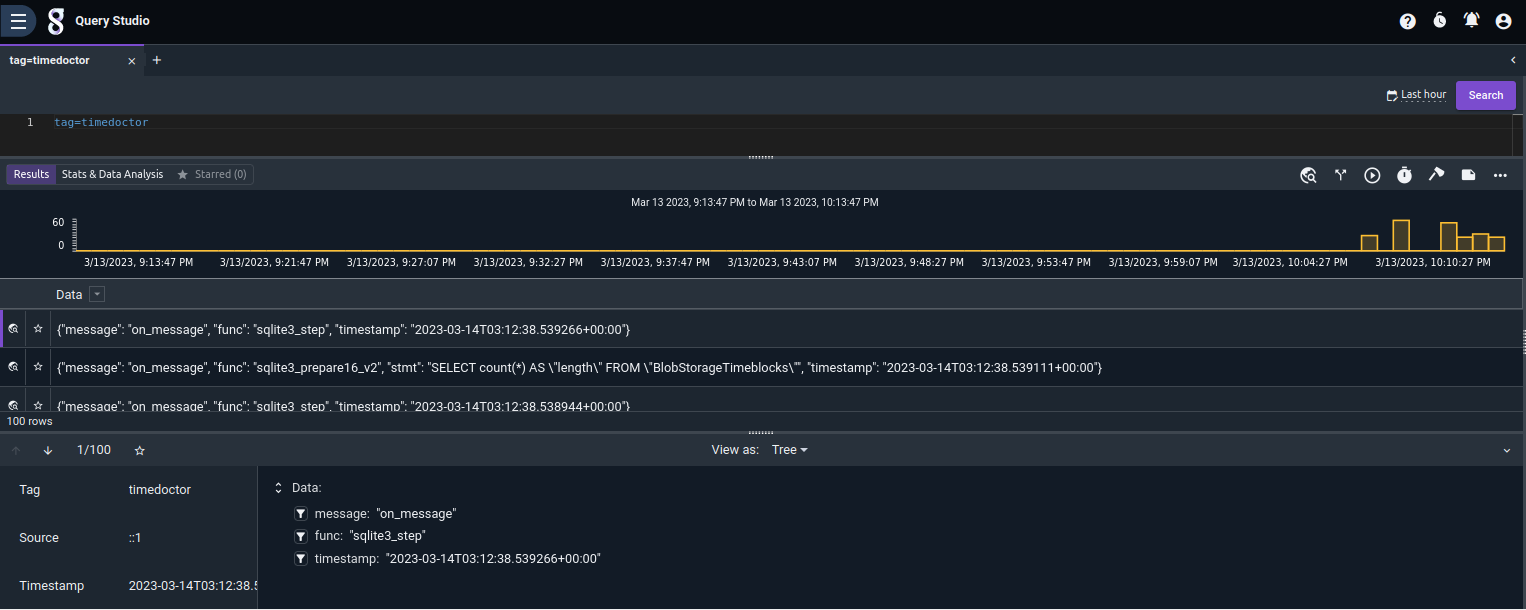 Query Studio
tag=timedoctor × +
Last hour Search
1 tag=timedoctor
Results Stats & Data Analysis Starred (0)
Mar 13 2023, 9:13:47 PM to Mar 13 2023, 10:13:47 PM
60
0
3/13/2023, 9:13:47 PM 3/13/2023, 9:21:47 PM 3/13/2023, 9:27:07 PM 3/13/2023, 9:32:27 PM 3/13/2023, 9:37:47 PM 3/13/2023, 9:43:07 PM 3/13/2023, 9:48:27 PM 3/13/2023, 9:53:47 PM 3/13/2023, 9:59:07 PM 3/13/2023, 10:04:27 PM 3/13/2023, 10:10:27 PM
Data
{"message": "on_message", "func": "sqlite3_step", "timestamp": "2023-03-14T03:12:38.539266+00:00"}
{"message": "on_message", "func": "sqlite3_prepare16_v2", "stmt": "SELECT count(*) AS \"length\" FROM \"BlobStorageTimeblocks\"", "timestamp": "2023-03-14T03:12:38.539111+00:00"}
{"message": "on_message", "func": "sqlite3_step", "timestamp": "2023-03-14T03:12:38.538944+00:00"}
100 rows
1/100 View as: Tree
Tag timedoctor
Source ::1
Timestamp 2023-03-14T03:12:38.5
Data:
message: "on_message"
func: "sqlite3_step"
timestamp: "2023-03-14T03:12:38.539266+00:00"